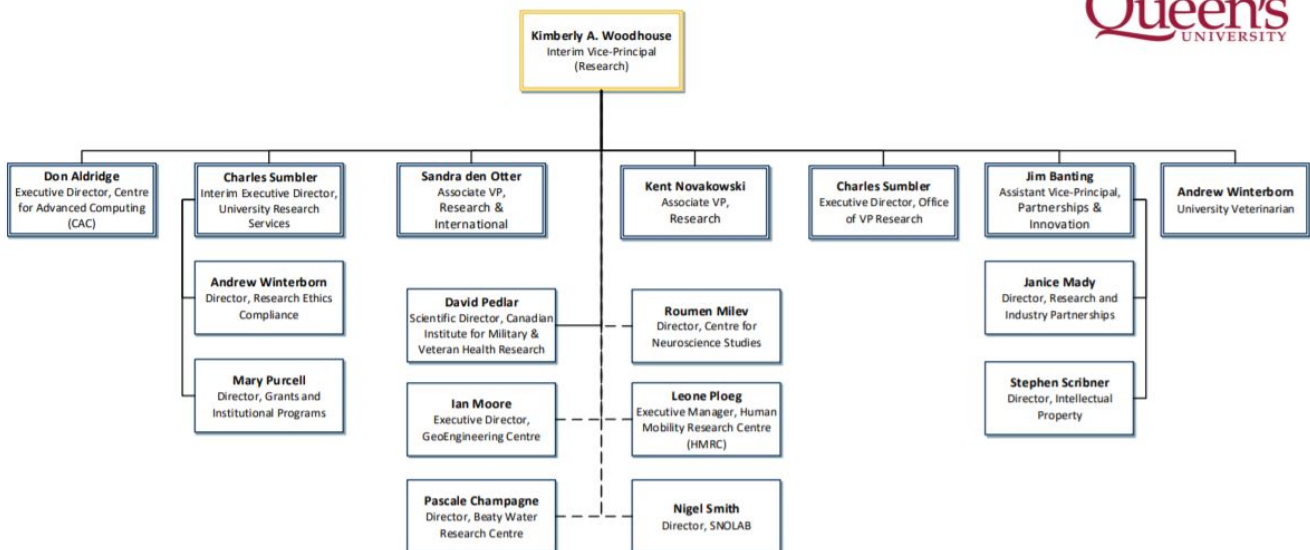 Queen's
UNIVERSITY
Kimberly A. Woodhouse
Interim Vice-Principal
(Research)
Don Aldridge
Executive Director, Centre
for Advanced Computing
(CAC)
Charles Sumbler
Interim Executive Director,
University Research
Services
Sandra den Otter
Associate VP,
Research &
International
Kent Novakowski
Associate VP,
Research
Charles Sumbler
Executive Director, Office
of VP Research
Jim Banting
Assistant Vice-Principal,
Partnerships &
Innovation
Andrew Winterborn
University Veterinarian
Andrew Winterborn
Director, Research Ethics
Compliance
David Pedlar
Scientific Director, Canadian
Institute for Military &
Veteran Health Research
Roumen Milev
Director, Centre for
Neuroscience Studies
Janice Mady
Director, Research and
Industry Partnerships
Mary Purcell
Director, Grants and
Institutional Programs
Ian Moore
Executive Director,
GeoEngineering Centre
Leone Ploeg
Executive Manager, Human
Mobility Research Centre
(HMRC)
Stephen Scribner
Director, Intellectual
Property
Pascale Champagne
Director, Beaty Water
Research Centre
Nigel Smith
Director, SNOLAB